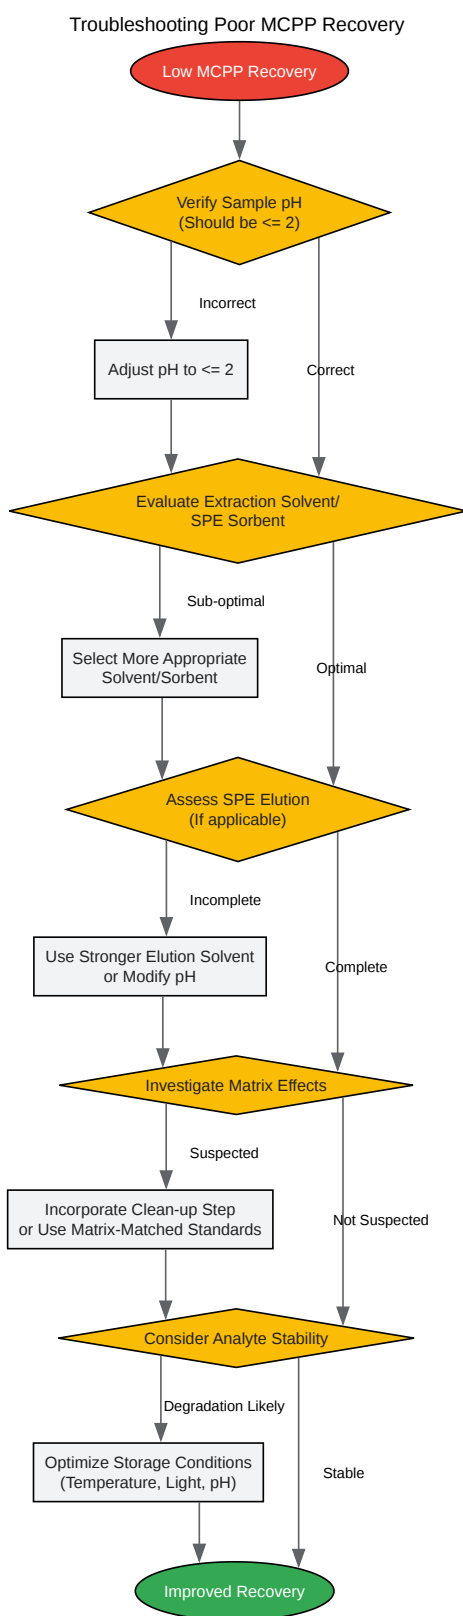 Troubleshooting Poor MCPP Recovery
Low MCPP Recovery
Verify Sample pH
(Should be <= 2)
Incorrect
Adjust pH to <= 2
Correct
Evaluate Extraction Solvent/
SPE Sorbent
Sub-optimal
Select More Appropriate
Solvent/Sorbent
Optimal
Assess SPE Elution
(If applicable)
Incomplete
Use Stronger Elution Solvent
or Modify pH
Complete
Investigate Matrix Effects
Suspected
Incorporate Clean-up Step
or Use Matrix-Matched Standards
Not Suspected
Consider Analyte Stability
Degradation Likely
Optimize Storage Conditions
(Temperature, Light, pH)
Stable
Improved Recovery